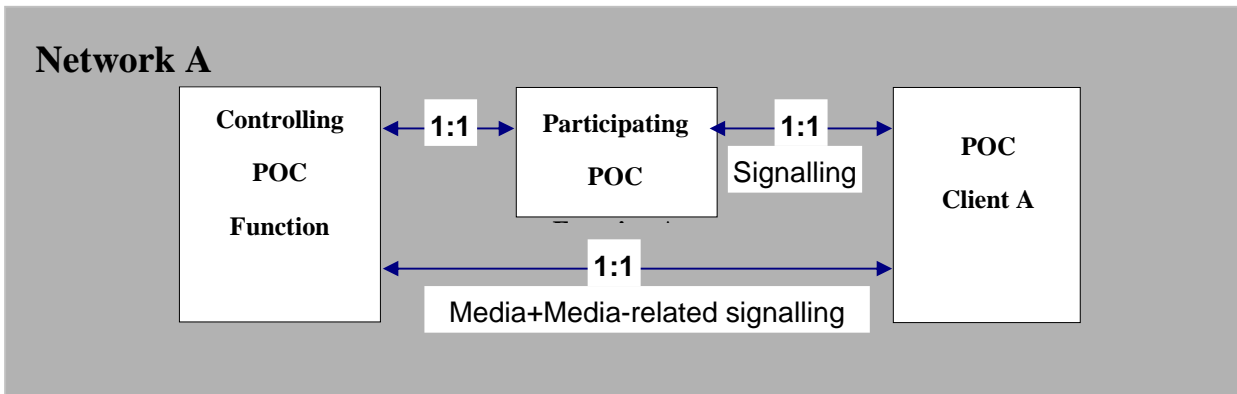 Network A
Controlling
POC
Function
1:1
Participating
POC
1:1
Signalling
POC
Client A
1:1
Media+Media-related signalling